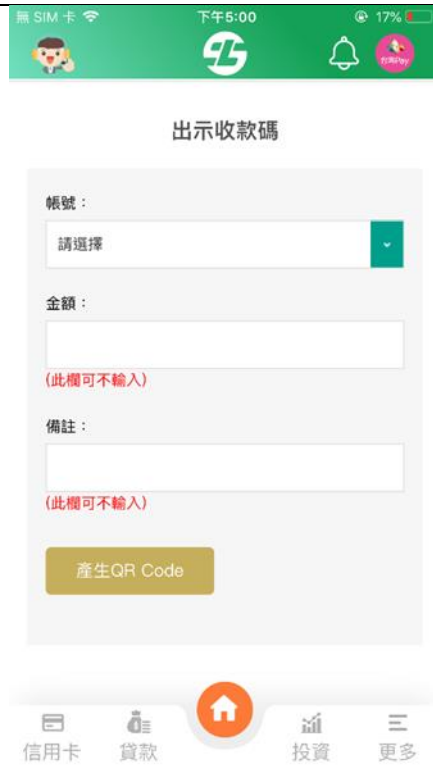 無 SIM 卡 下午5:00 17%
台灣Pay
出示收款碼
帳號：
請選擇
金額：
(此欄可不輸入)
備註：
(此欄可不輸入)
產生QR Code
信用卡 貸款 投資 更多